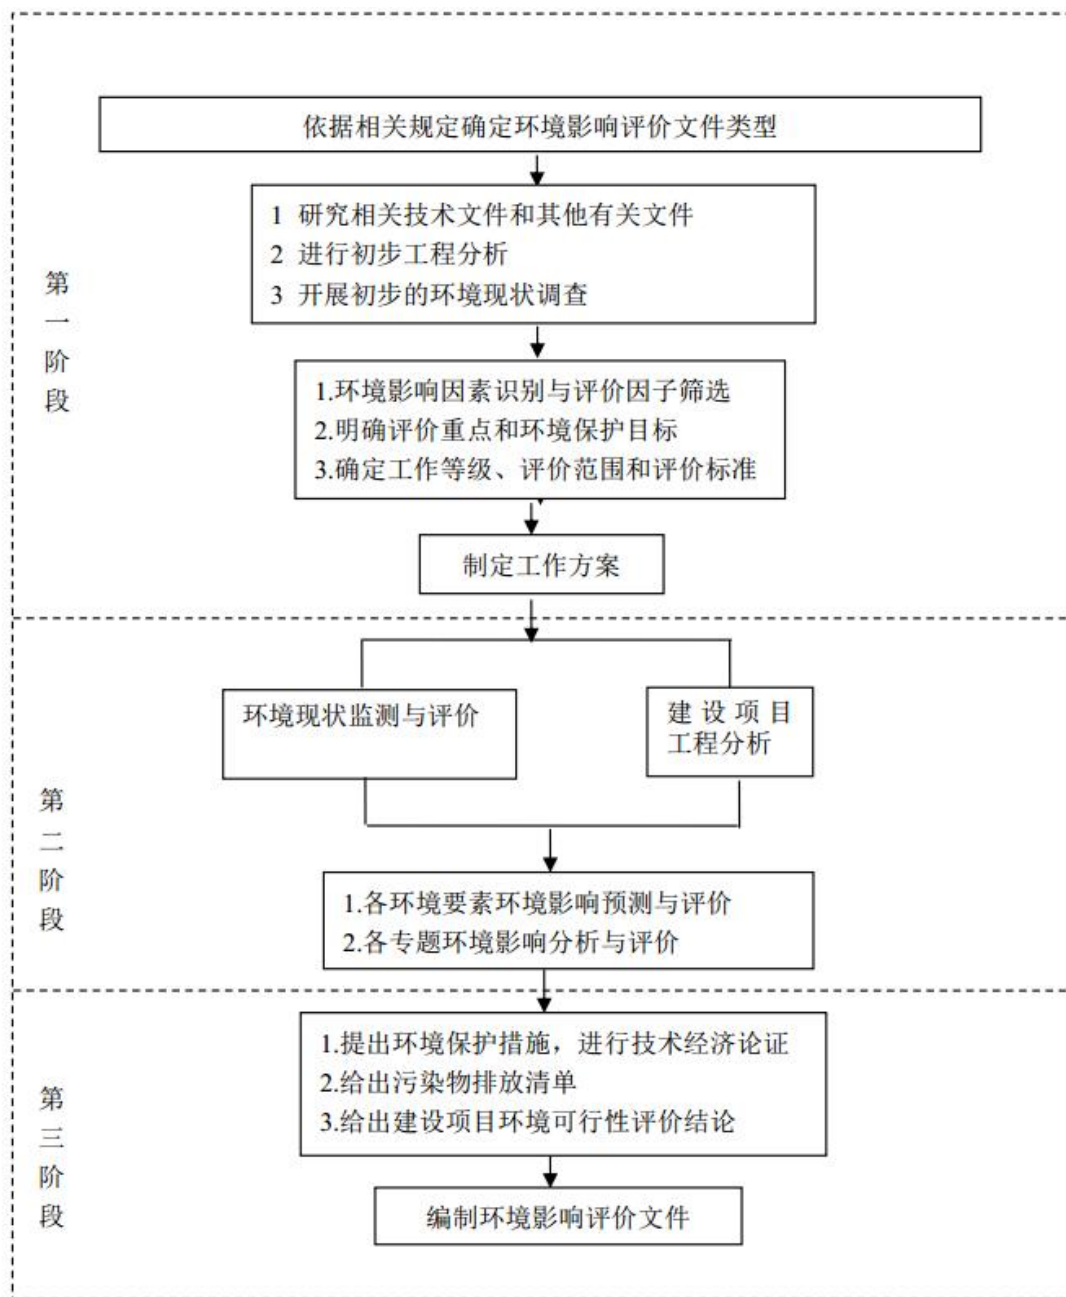 依据相关规定确定环境影响评价文件类型
1 研究相关技术文件和其他有关文件
2 进行初步工程分析
3 开展初步的环境现状调查
第一阶段
1.环境影响因素识别与评价因子筛选
2.明确评价重点和环境保护目标
3.确定工作等级、评价范围和评价标准
制定工作方案
环境现状监测与评价
建设项目
工程分析
第二阶段
1.各环境要素环境影响预测与评价
2.各专题环境影响分析与评价
1.提出环境保护措施，进行技术经济论证
2.给出污染物排放清单
3.给出建设项目环境可行性评价结论
第三阶段
编制环境影响评价文件